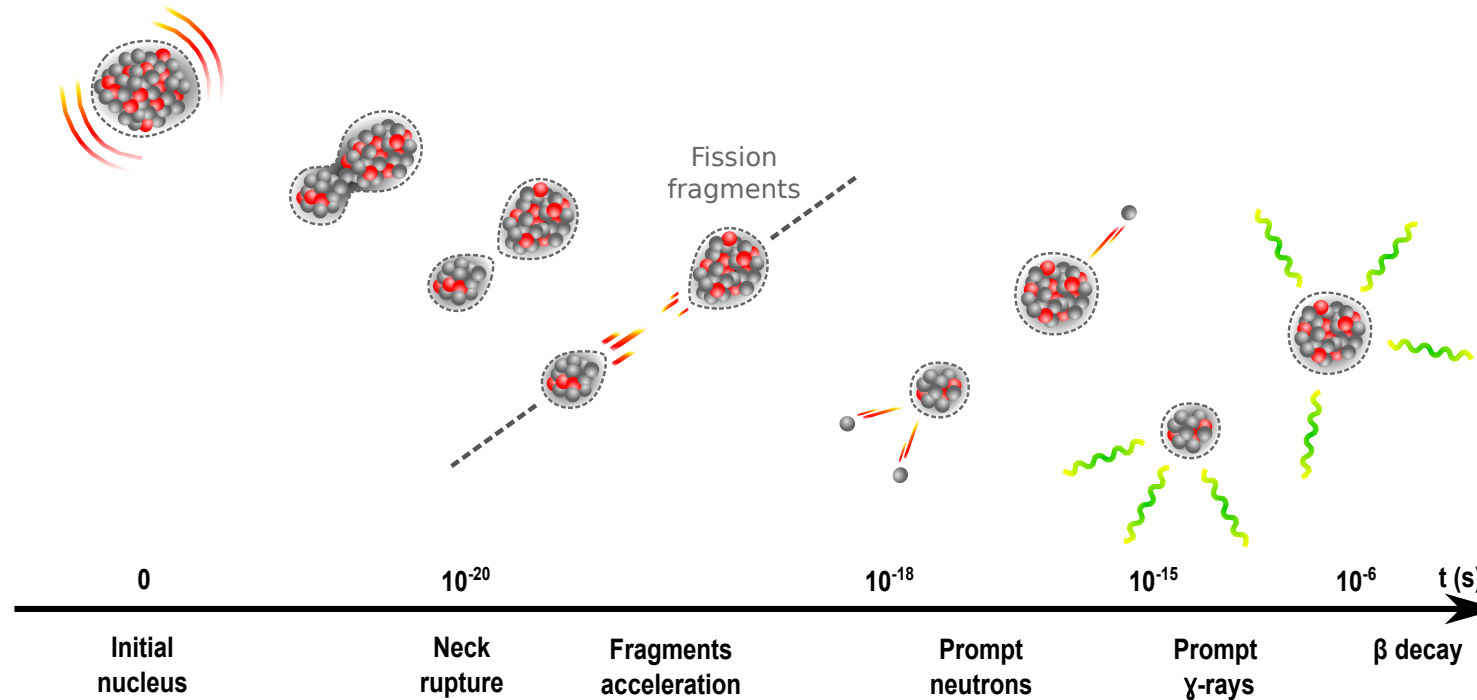 Fission
fragments
0
10⁻²⁰
10⁻¹⁸
10⁻¹⁵
10⁻⁶
t (s)
Initial
nucleus
Neck
rupture
Fragments
acceleration
Prompt
neutrons
Prompt
γ-rays
β decay